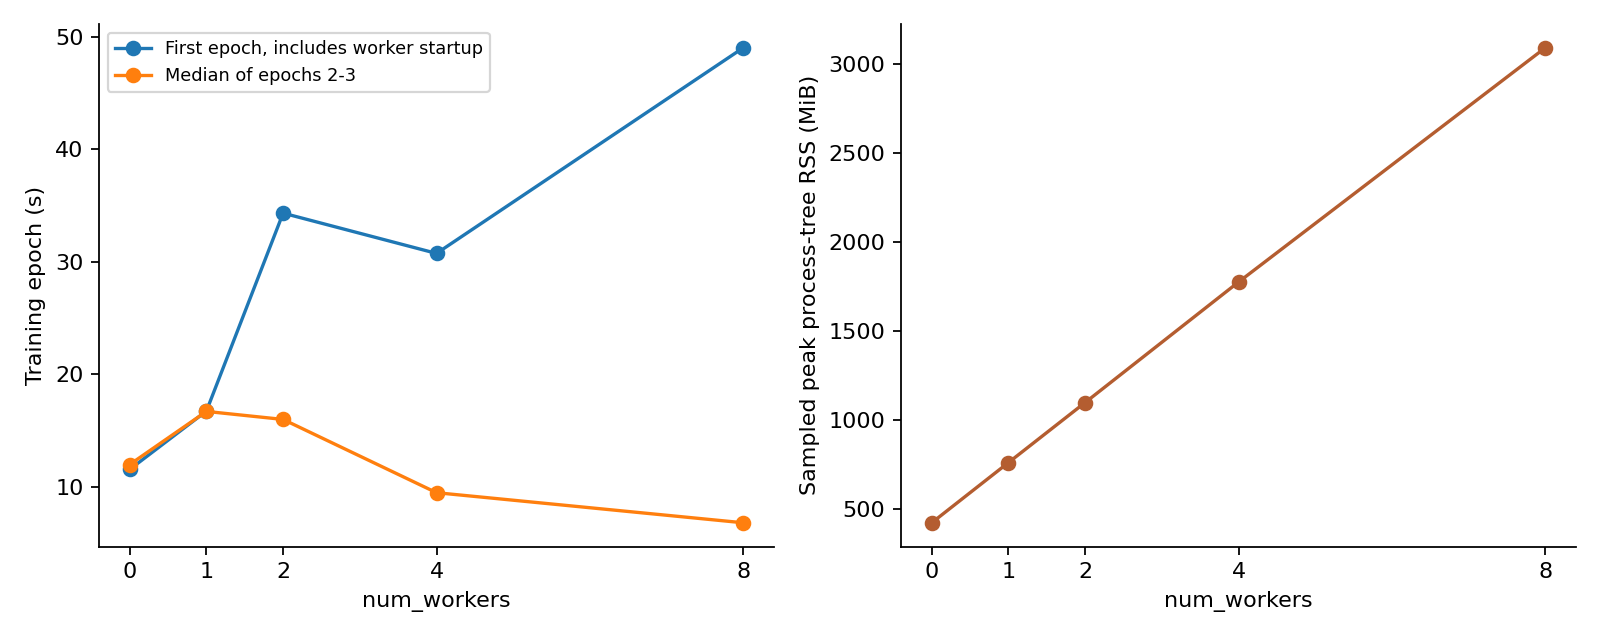 First epoch, includes worker startup
Median of epochs 2-3
Training epoch (s)
50
40
30
20
10
0 1 2 4 8
num_workers
Sampled peak process-tree RSS (MiB)
3000
2500
2000
1500
1000
500
0 1 2 4 8
num_workers